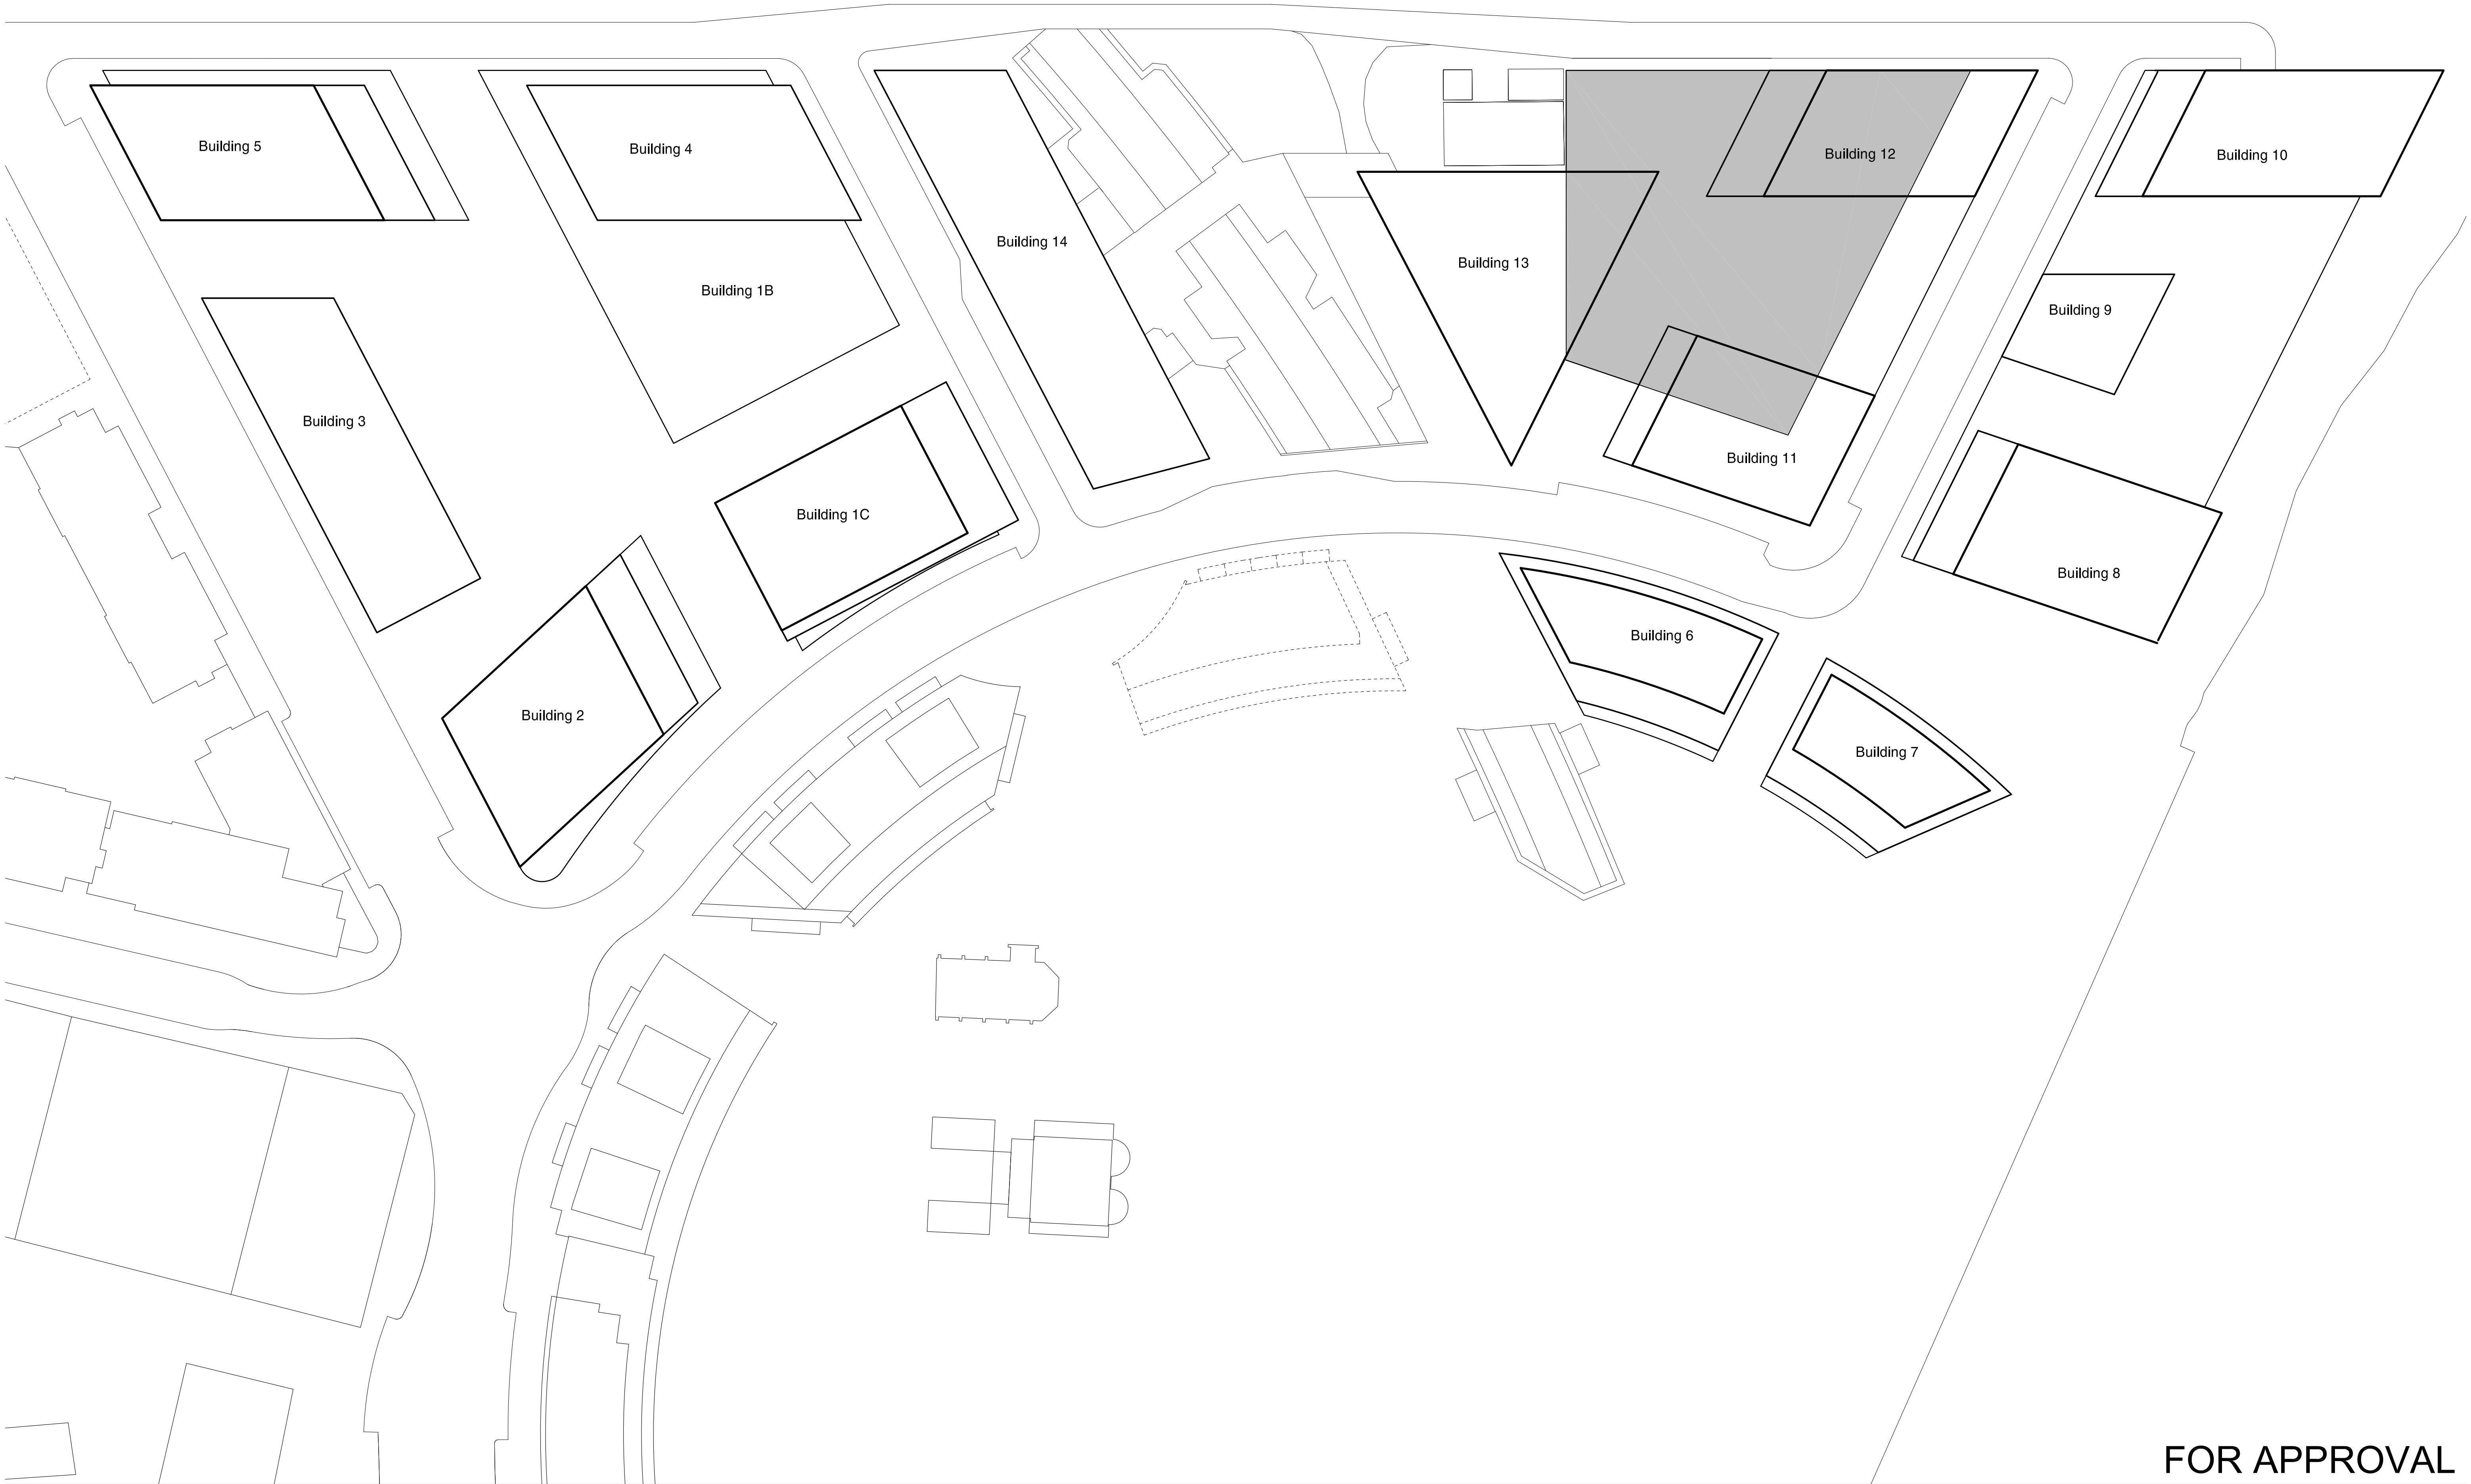 Building 5
Building 4
Building 12
Building 10
Building 14
Building 13
Building 1B
Building 9
Building 3
Building 11
Building 1C
Building 8
Building 6
Building 2
Building 7
FOR APPROVAL